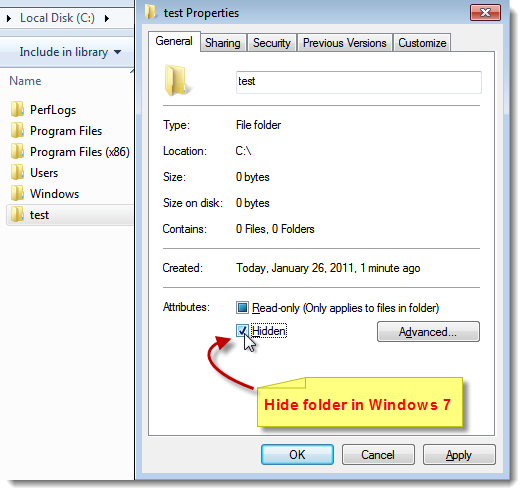 Local Disk (C:)
Include in library
Name
PerfLogs
Program Files
Program Files (x86)
Users
Windows
test
test Properties
General
Sharing
Security
Previous Versions
Customize
test
Type: File folder
Location: C:\
Size: 0 bytes
Size on disk: 0 bytes
Contains: 0 Files, 0 Folders
Created: Today, January 26, 2011, 1 minute ago
Attributes: Read-only (Only applies to files in folder)
Hidden
Advanced...
Hide folder in Windows 7
OK
Cancel
Apply